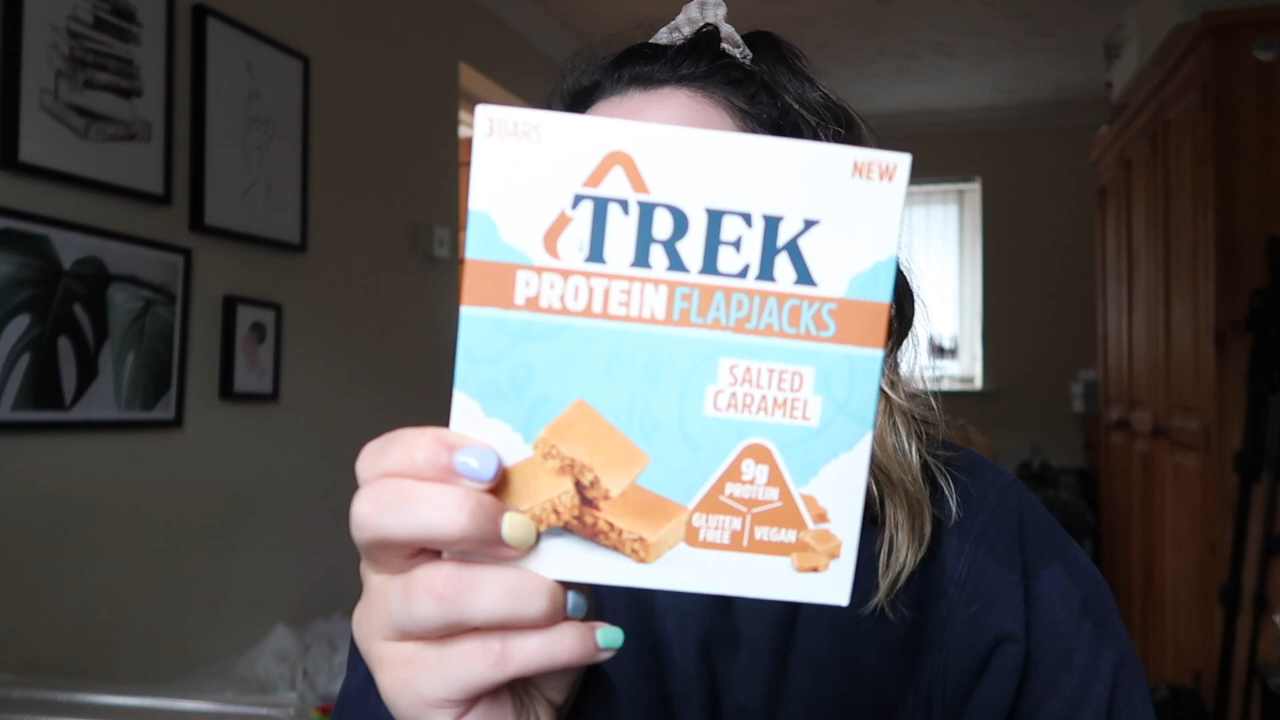 3 BARS
NEW
TREK
PROTEIN FLAPJACKS
SALTED
CARAMEL
9g
PROTEIN
GLUTEN
FREE
VEGAN